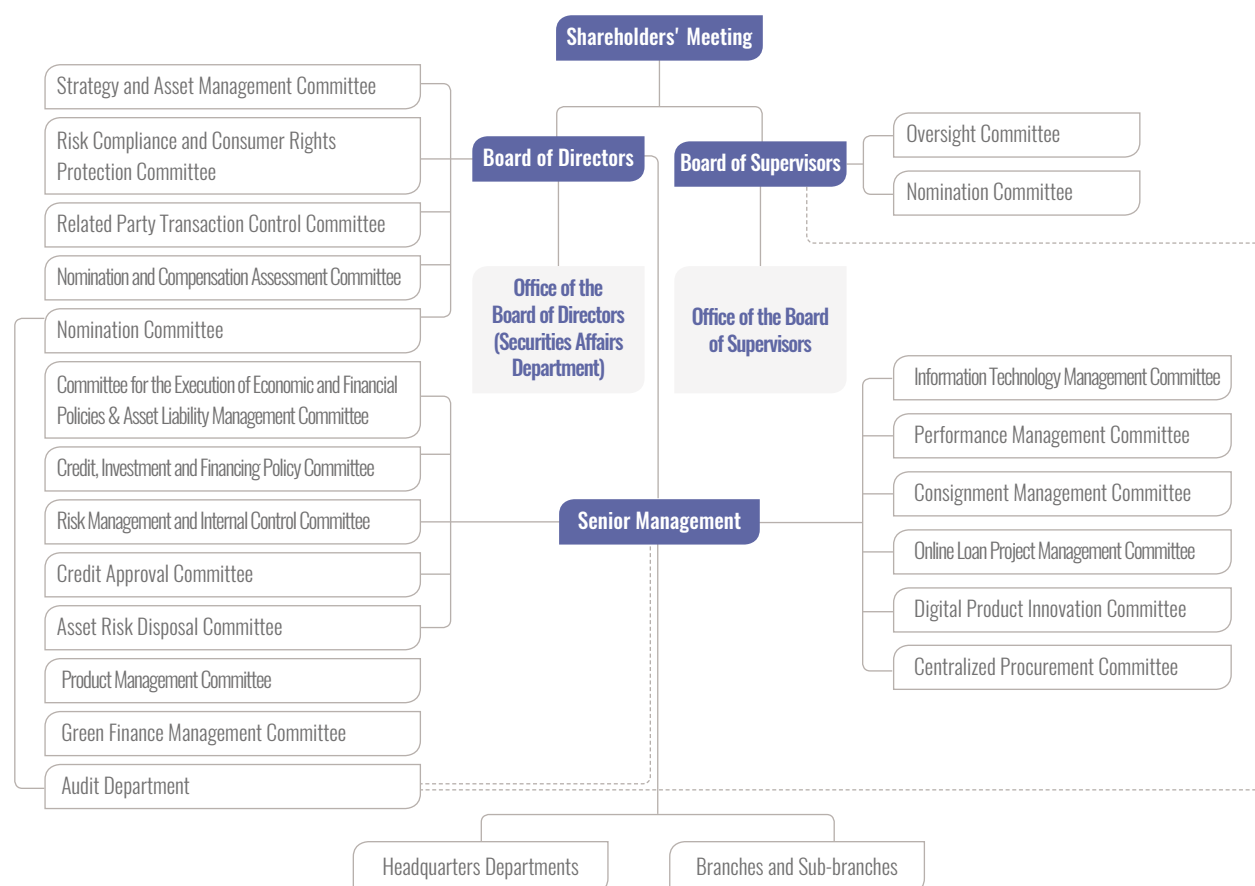 Shareholders' Meeting
Strategy and Asset Management Committee
Risk Compliance and Consumer Rights
Protection Committee
Related Party Transaction Control Committee
Nomination and Compensation Assessment Committee
Nomination Committee
Board of Directors
Board of Supervisors
Oversight Committee
Nomination Committee
Office of the
Board of Directors
(Securities Affairs
Department)
Office of the Board
of Supervisors
Committee for the Execution of Economic and Financial
Policies & Asset Liability Management Committee
Credit, Investment and Financing Policy Committee
Risk Management and Internal Control Committee
Credit Approval Committee
Asset Risk Disposal Committee
Product Management Committee
Green Finance Management Committee
Audit Department
Senior Management
Information Technology Management Committee
Performance Management Committee
Consignment Management Committee
Online Loan Project Management Committee
Digital Product Innovation Committee
Centralized Procurement Committee
Headquarters Departments
Branches and Sub-branches